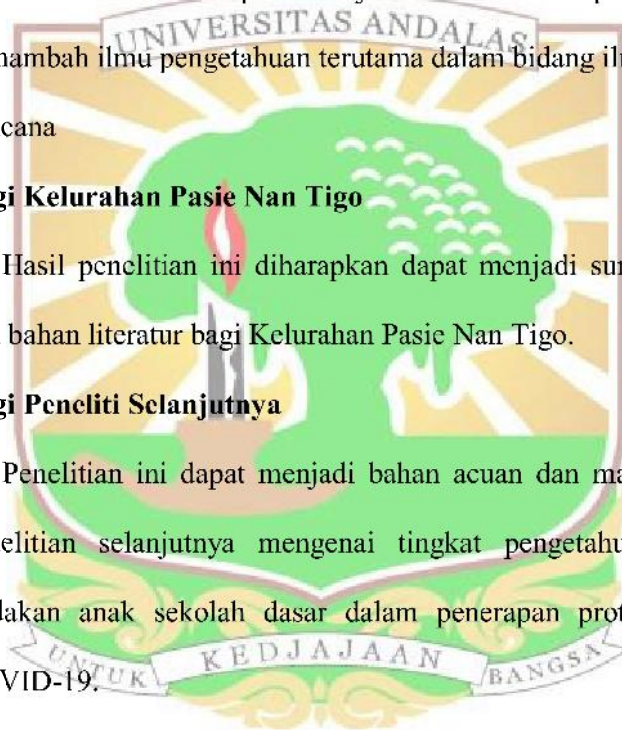 UNIVERSITAS ANDALAS
nambah ilmu pengetahuan terutama dalam bidang il
cana
gi Kelurahan Pasie Nan Tigo
Hasil penelitian ini diharapkan dapat menjadi su
bahan literatur bagi Kelurahan Pasie Nan Tigo.
gi Peneliti Selanjutnya
Penelitian ini dapat menjadi bahan acuan dan ma
elitian selanjutnya mengenai tingkat pengetahu
dakan anak sekolah dasar dalam penerapan prot
UNTUK KEDJAJAAN BANGSA
VID-19.